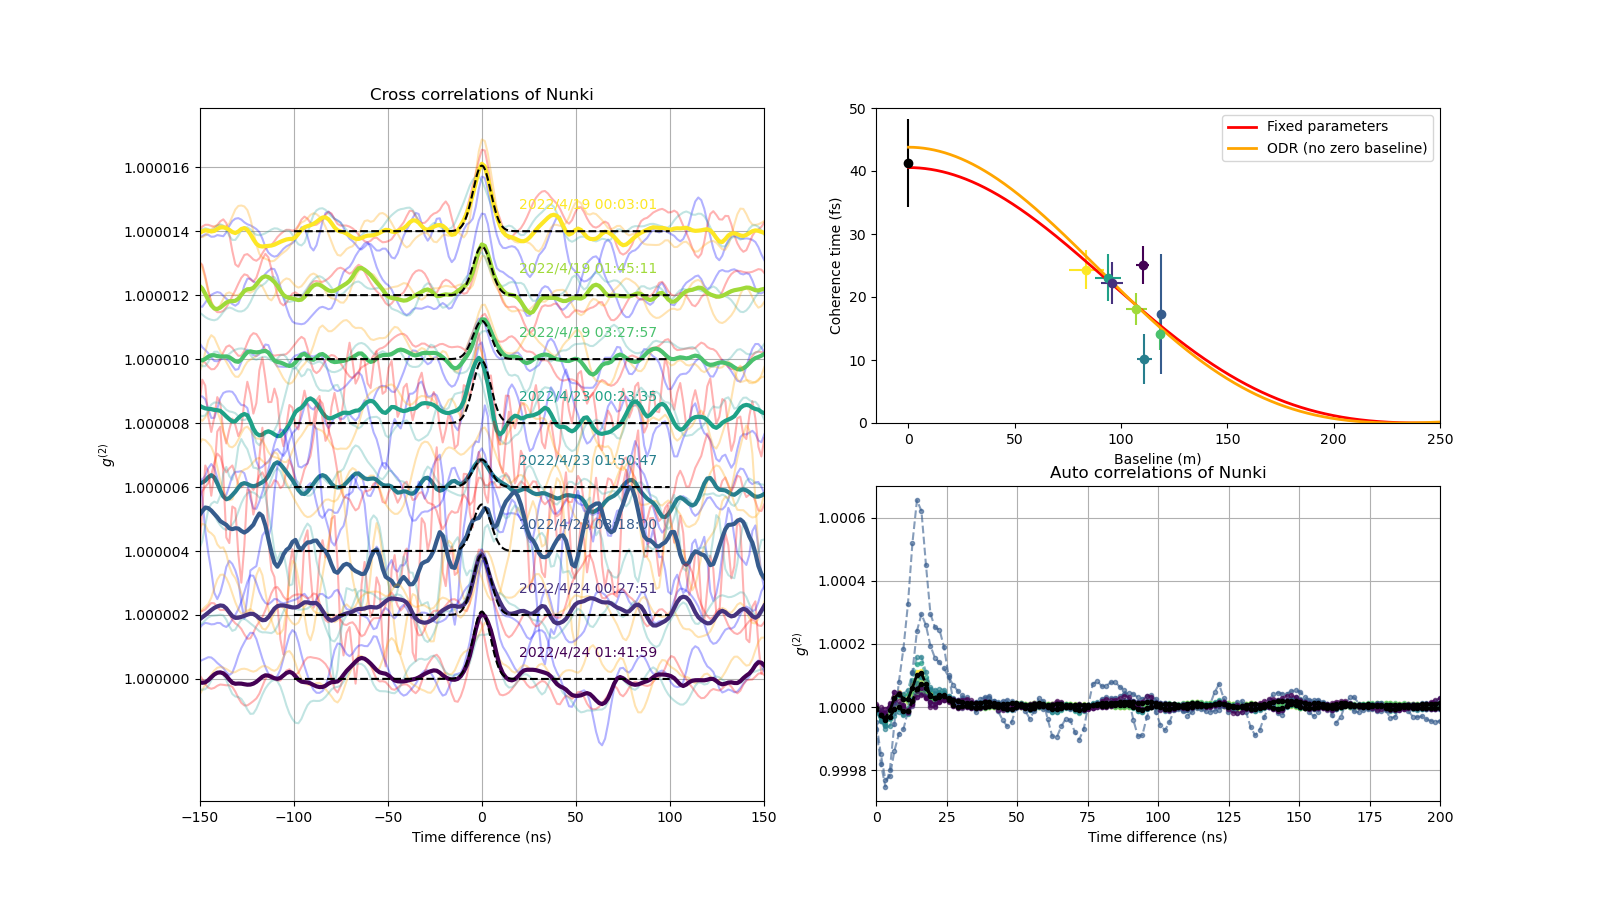 Cross correlations of Nunki
1.000016
1.000014
1.000012
1.000010
1.000008
1.000006
1.000004
1.000002
1.000000
g(2)
2022/4/19 00:03:01
2022/4/19 01:45:11
2022/4/19 03:27:57
2022/4/23 00:23:35
2022/4/23 01:50:47
2022/4/23 03:18:00
2022/4/24 00:27:51
2022/4/24 01:41:59
−150 −100 −50 0 50 100 150
Time difference (ns)
50
40
30
20
10
0
Coherence time (fs)
Fixed parameters
ODR (no zero baseline)
0 50 100 150 200 250
Baseline (m)
Auto correlations of Nunki
1.0006
1.0004
1.0002
1.0000
0.9998
g(2)
0 25 50 75 100 125 150 175 200
Time difference (ns)